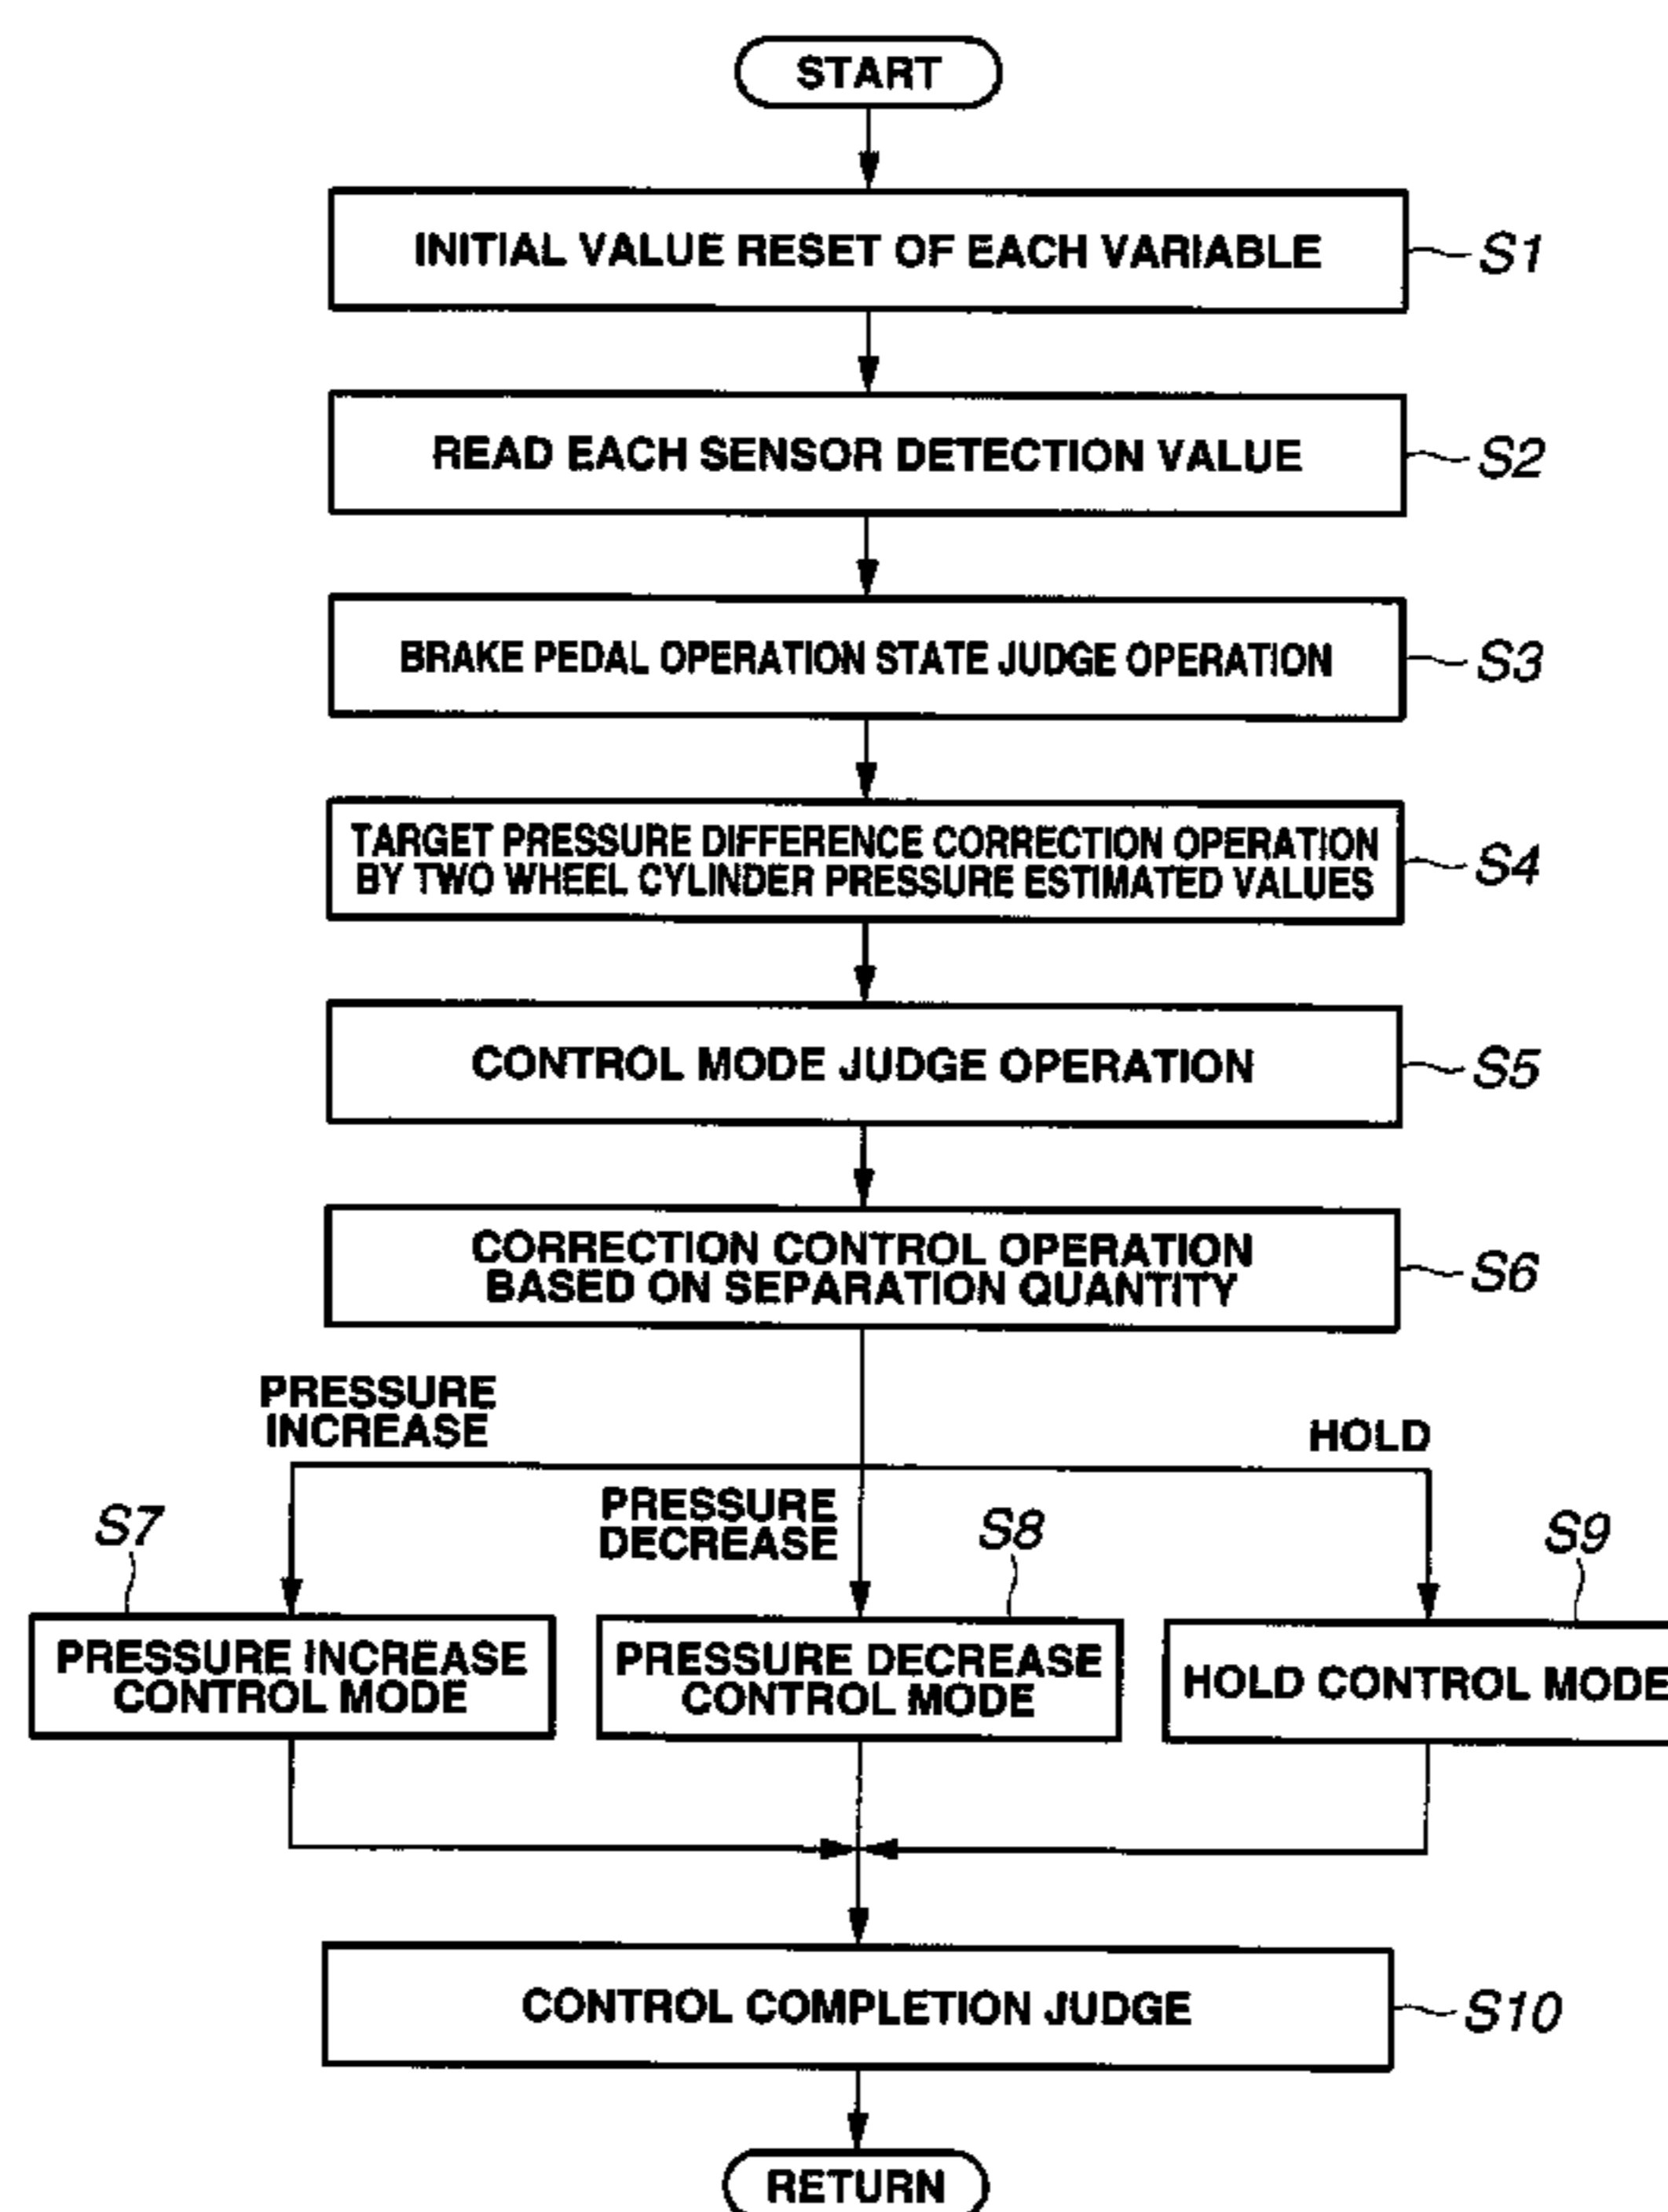 START
INITIAL VALUE RESET OF EACH VARIABLE
S1
READ EACH SENSOR DETECTION VALUE
S2
BRAKE PEDAL OPERATION STATE JUDGE OPERATION
S3
TARGET PRESSURE DIFFERENCE CORRECTION OPERATION
BY TWO WHEEL CYLINDER PRESSURE ESTIMATED VALUES
S4
CONTROL MODE JUDGE OPERATION
S5
CORRECTION CONTROL OPERATION
BASED ON SEPARATION QUANTITY
S6
PRESSURE
INCREASE
PRESSURE
DECREASE
HOLD
S7
PRESSURE INCREASE
CONTROL MODE
S8
PRESSURE DECREASE
CONTROL MODE
S9
HOLD CONTROL MODE
CONTROL COMPLETION JUDGE
S10
RETURN